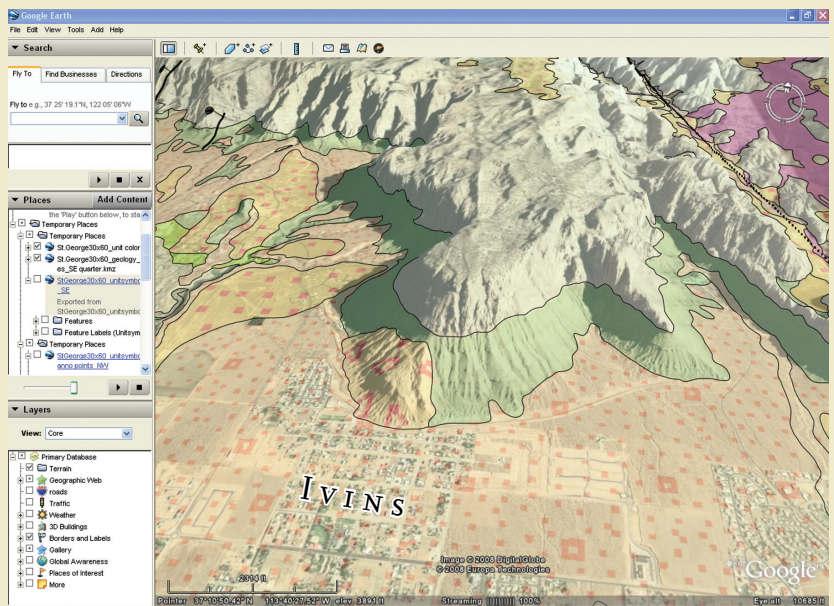 Google Earth
File Edit View Tools Add Help
Search
Fly To Find Businesses Directions
Fly to e.g., 37 25' 19.1"N, 122 05' 06"W
Places Add Content
the 'Play' button below, to sta
Temporary Places
Temporary Places
St.George30x60_unit color
St.George30x60_geology_
es_SE quarter.kmz
StGeorge30x60_unitsymbo
_SE
Exported from
StGeorge30x60_unitsymbo
Features
Feature Labels (Unitsym
Temporary Places
StGeorge30x60_unitsymbo
anno points_NW
Layers
View: Core
Primary Database
Terrain
Geographic Web
roads
Traffic
Weather
3D Buildings
Borders and Labels
Gallery
Global Awareness
Places of Interest
More
N
IVINS
Image © 2008 DigitalGlobe
© 2008 Europa Technologies
Google
2314 ft
Pointer 37°10'50.42" N 113°40'27.52" W elev 3891 ft Streaming |||||||||| 100% Eye alt 10685 ft